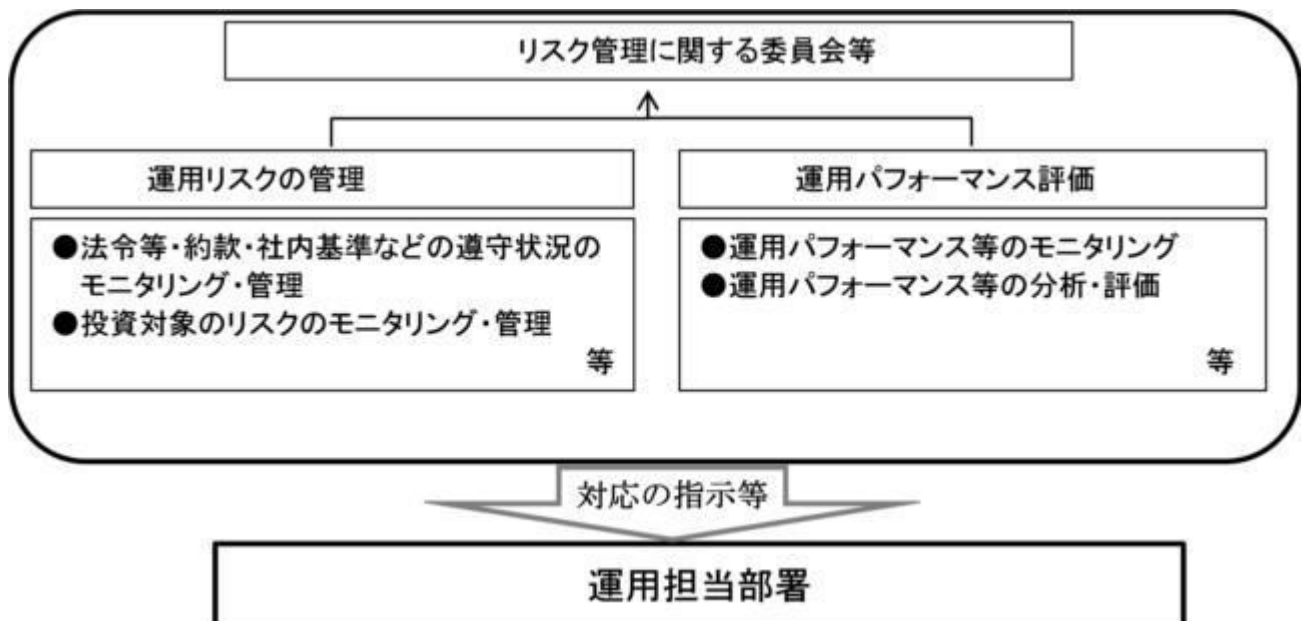 リスク管理に関する委員会等
運用リスクの管理
●法令等・約款・社内基準などの遵守状況の
モニタリング・管理
●投資対象のリスクのモニタリング・管理
等
運用パフォーマンス評価
●運用パフォーマンス等のモニタリング
●運用パフォーマンス等の分析・評価
等
対応の指示等
運用担当部署